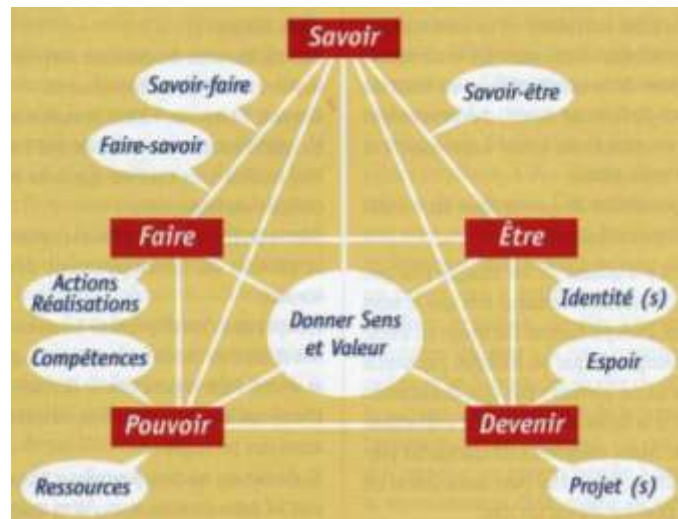 Savoir
Savoir-faire
Savoir-être
Faire-savoir
Faire
Être
Actions
Réalisations
Identité (s)
Donner Sens
et Valeur
Compétences
Espoir
Pouvoir
Devenir
Ressources
Projet (s)